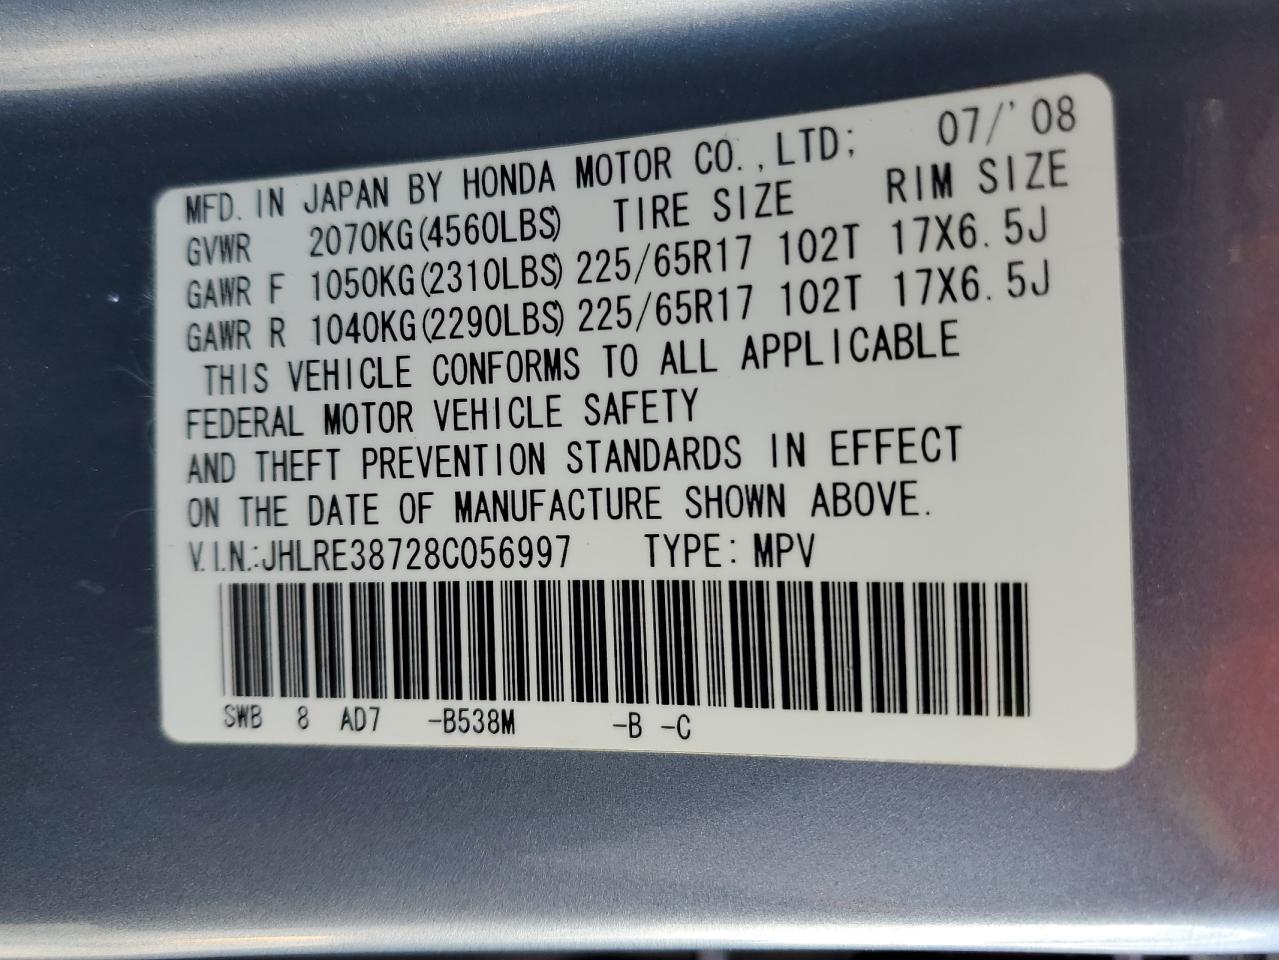 MFD. IN JAPAN BY HONDA MOTOR CO.,LTD; 07/'08
GVWR 2070KG(4560LBS) TIRE SIZE RIM SIZE
GAWR F 1050KG(2310LBS) 225/65R17 102T 17X6.5J
GAWR R 1040KG(2290LBS) 225/65R17 102T 17X6.5J
THIS VEHICLE CONFORMS TO ALL APPLICABLE
FEDERAL MOTOR VEHICLE SAFETY
AND THEFT PREVENTION STANDARDS IN EFFECT
ON THE DATE OF MANUFACTURE SHOWN ABOVE.
V.I.N.:JHLRE38728C056997 TYPE: MPV
SWB 8 AD7 -B538M -B -C